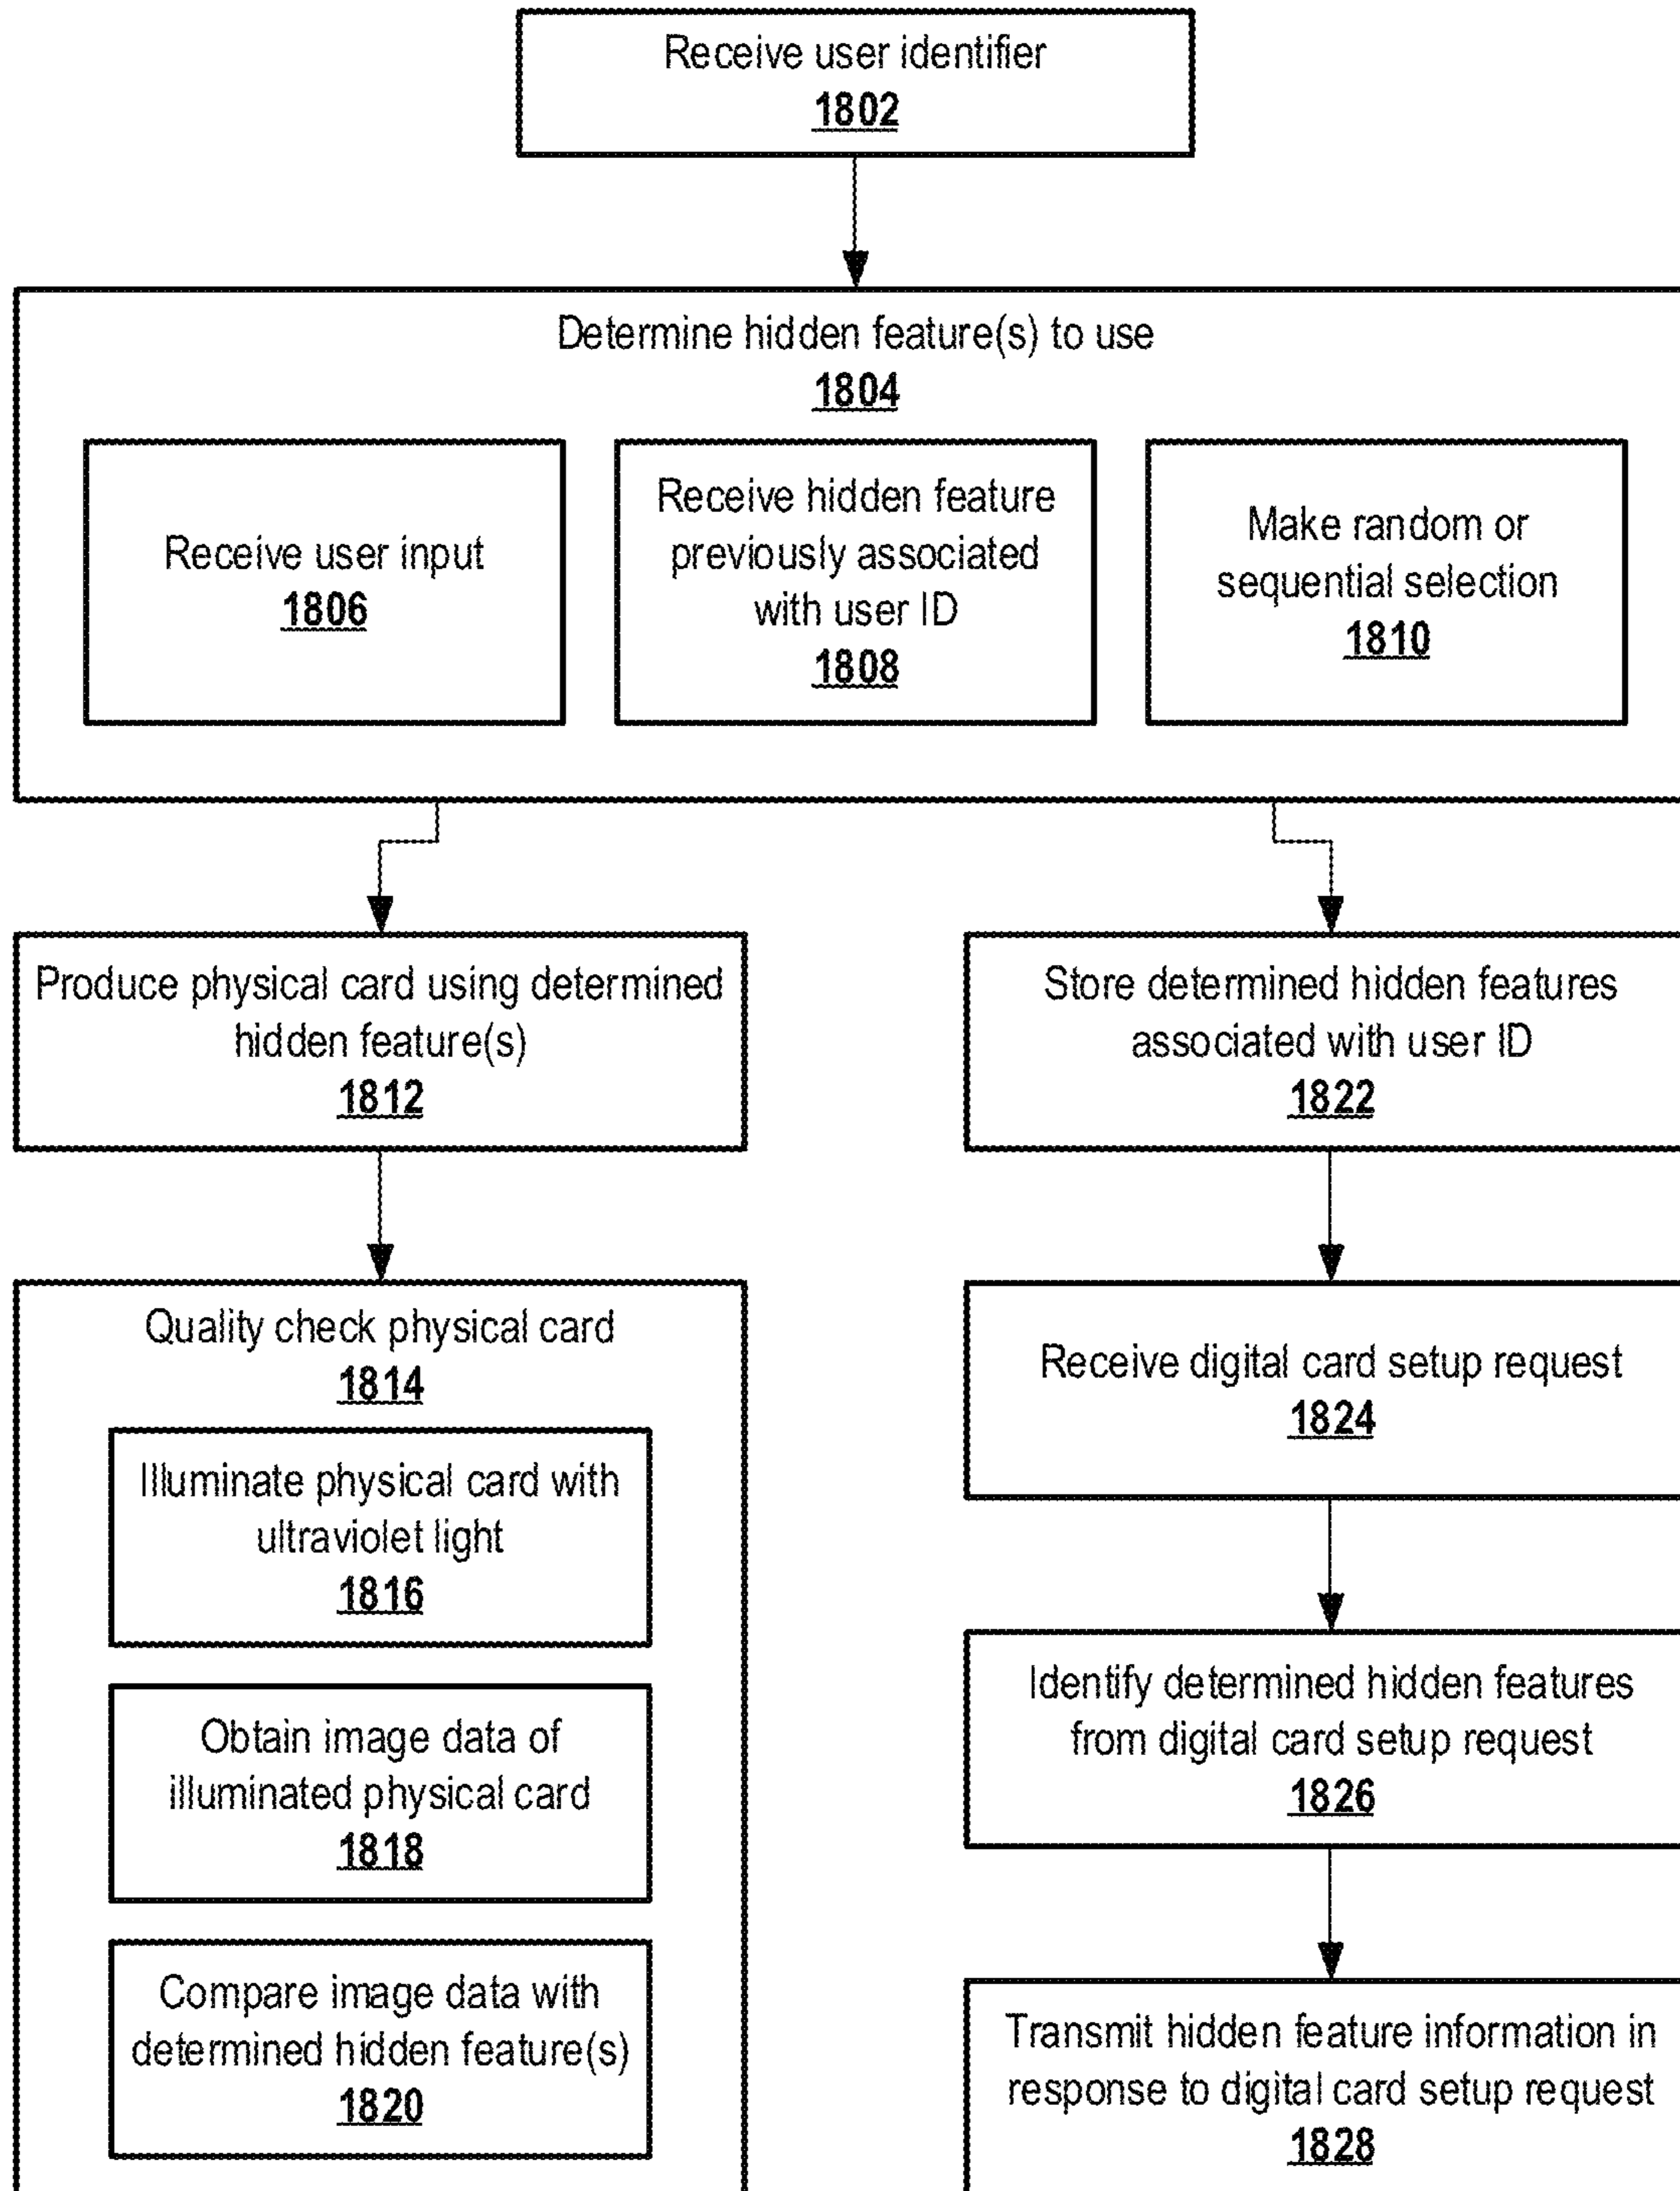 Receive user identifier
1802
Determine hidden feature(s) to use
1804
Receive user input
1806
Receive hidden feature
previously associated
with user ID
1808
Make random or
sequential selection
1810
Produce physical card using determined
hidden feature(s)
1812
Quality check physical card
1814
Illuminate physical card with
ultraviolet light
1816
Obtain image data of
illuminated physical card
1818
Compare image data with
determined hidden feature(s)
1820
Store determined hidden features
associated with user ID
1822
Receive digital card setup request
1824
Identify determined hidden features
from digital card setup request
1826
Transmit hidden feature information in
response to digital card setup request
1828